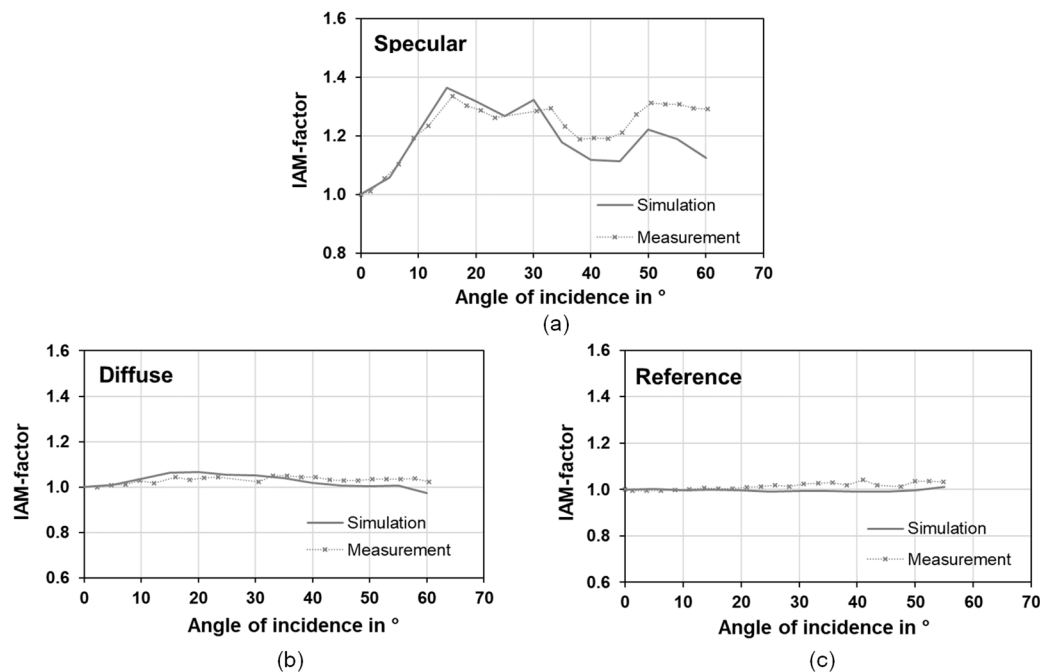 Specular
IAM-factor
1.6
1.4
1.2
1.0
0.8
Simulation
Measurement
0 10 20 30 40 50 60 70
Angle of incidence in °
(a)
Diffuse
IAM-factor
1.6
1.4
1.2
1.0
0.8
0.6
Simulation
Measurement
0 10 20 30 40 50 60 70
Angle of incidence in °
(b)
Reference
IAM-factor
1.6
1.4
1.2
1.0
0.8
0.6
Simulation
Measurement
0 10 20 30 40 50 60 70
Angle of incidence in °
(c)